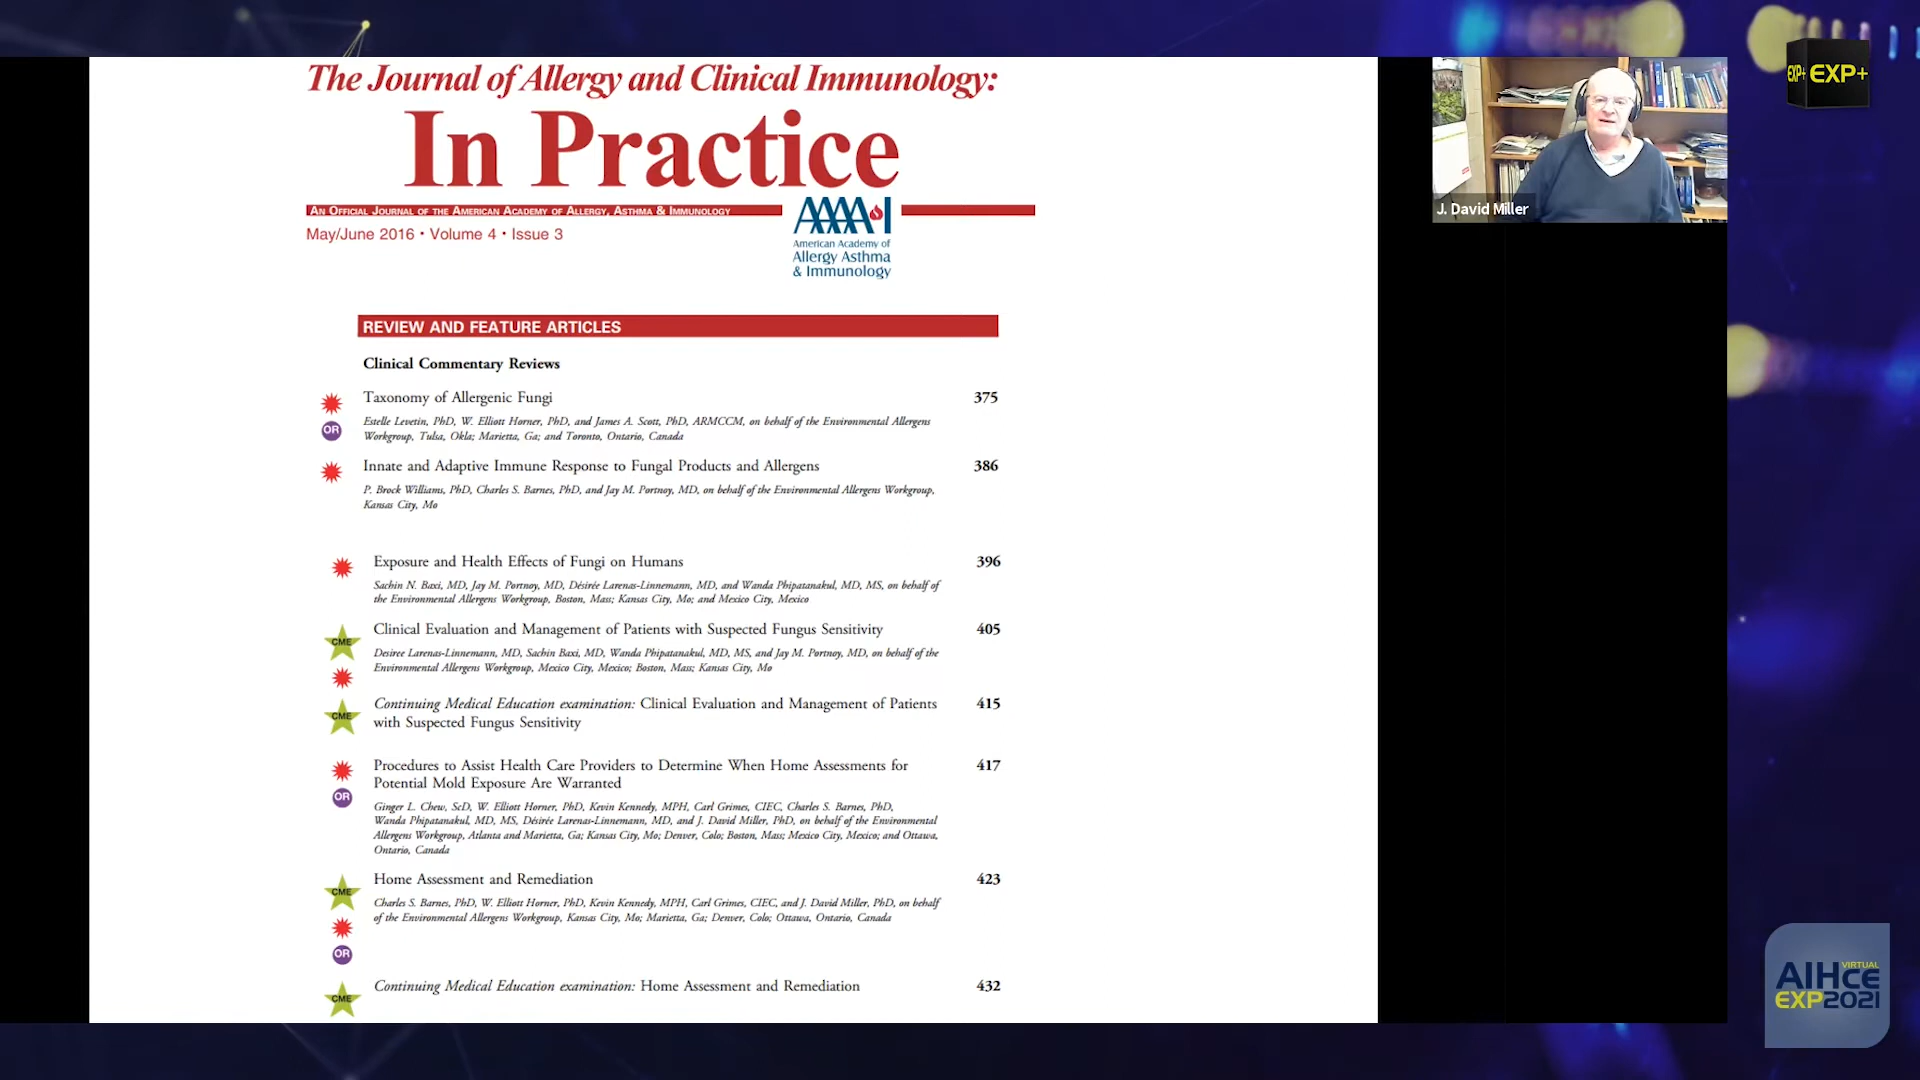 The Journal of Allergy and Clinical Immunology:
In Practice
AN OFFICIAL JOURNAL OF THE AMERICAN ACADEMY OF ALLERGY, ASTHMA & IMMUNOLOGY
May/June 2016 • Volume 4 • Issue 3
AAAAI
American Academy of
Allergy Asthma
& Immunology
REVIEW AND FEATURE ARTICLES
Clinical Commentary Reviews
Taxonomy of Allergenic Fungi 375
OR
Estelle Levetin, PhD, W. Elliott Horner, PhD, and James A. Scott, PhD, ARMCCM, on behalf of the Environmental Allergens
Workgroup, Tulsa, Okla; Marietta, Ga; and Toronto, Ontario, Canada
Innate and Adaptive Immune Response to Fungal Products and Allergens 386
P. Brock Williams, PhD, Charles S. Barnes, PhD, and Jay M. Portnoy, MD, on behalf of the Environmental Allergens Workgroup,
Kansas City, Mo
Exposure and Health Effects of Fungi on Humans 396
Sachin N. Baxi, MD, Jay M. Portnoy, MD, Désirée Larenas-Linnemann, MD, and Wanda Phipatanakul, MD, MS, on behalf of
the Environmental Allergens Workgroup, Boston, Mass; Kansas City, Mo; and Mexico City, Mexico
CME
Clinical Evaluation and Management of Patients with Suspected Fungus Sensitivity 405
Desiree Larenas-Linnemann, MD, Sachin Baxi, MD, Wanda Phipatanakul, MD, MS, and Jay M. Portnoy, MD, on behalf of the
Environmental Allergens Workgroup, Mexico City, Mexico; Boston, Mass; Kansas City, Mo
CME
Continuing Medical Education examination: Clinical Evaluation and Management of Patients 415
with Suspected Fungus Sensitivity
Procedures to Assist Health Care Providers to Determine When Home Assessments for 417
Potential Mold Exposure Are Warranted
OR
Ginger L. Chew, ScD, W. Elliott Horner, PhD, Kevin Kennedy, MPH, Carl Grimes, CIEC, Charles S. Barnes, PhD,
Wanda Phipatanakul, MD, MS, Désirée Larenas-Linnemann, MD, and J. David Miller, PhD, on behalf of the Environmental
Allergens Workgroup, Atlanta and Marietta, Ga; Kansas City, Mo; Denver, Colo; Boston, Mass; Mexico City, Mexico; and Ottawa,
Ontario, Canada
CME
Home Assessment and Remediation 423
Charles S. Barnes, PhD, W. Elliott Horner, PhD, Kevin Kennedy, MPH, Carl Grimes, CIEC, and J. David Miller, PhD, on behalf
of the Environmental Allergens Workgroup, Kansas City, Mo; Marietta, Ga; Denver, Colo; Ottawa, Ontario, Canada
OR
CME
Continuing Medical Education examination: Home Assessment and Remediation 432
J. David Miller
EXP+ EXP+
VIRTUAL
AIHce
EXP2021